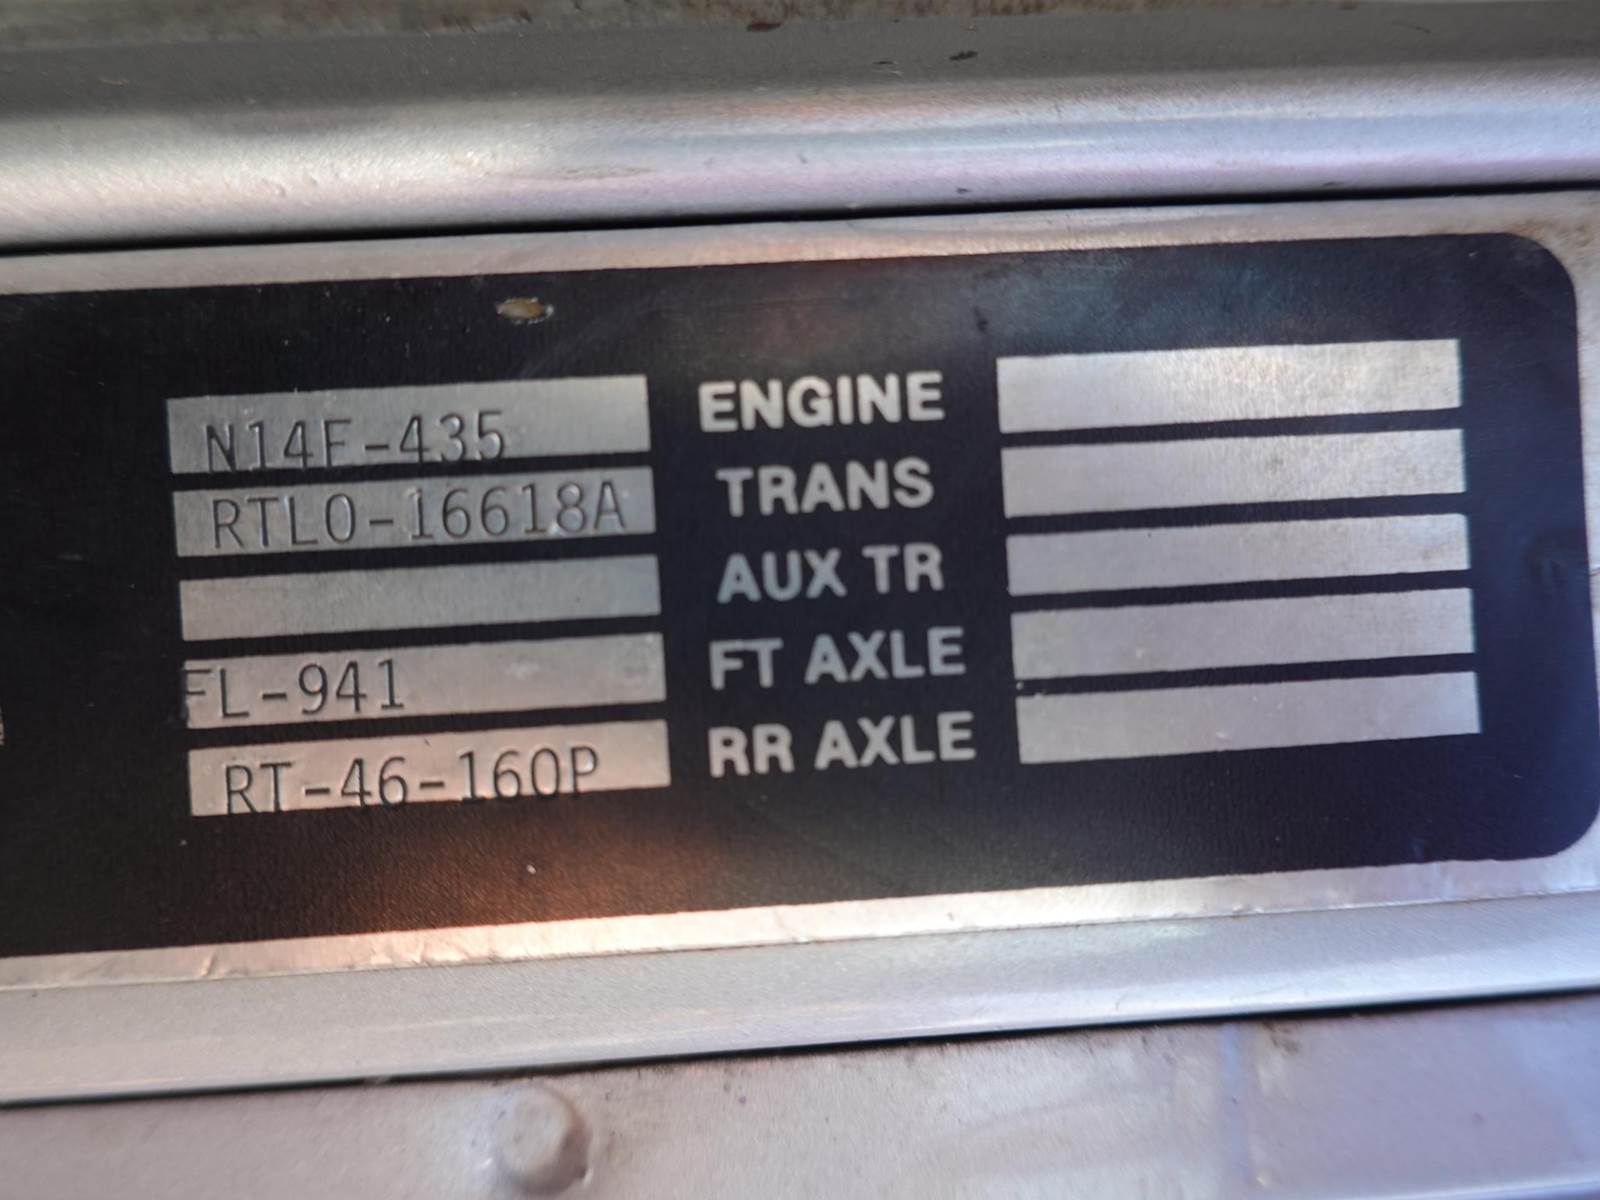 N14E-435 ENGINE
RTLO-16618A TRANS
AUX TR
FL-941 FT AXLE
RT-46-160P RR AXLE